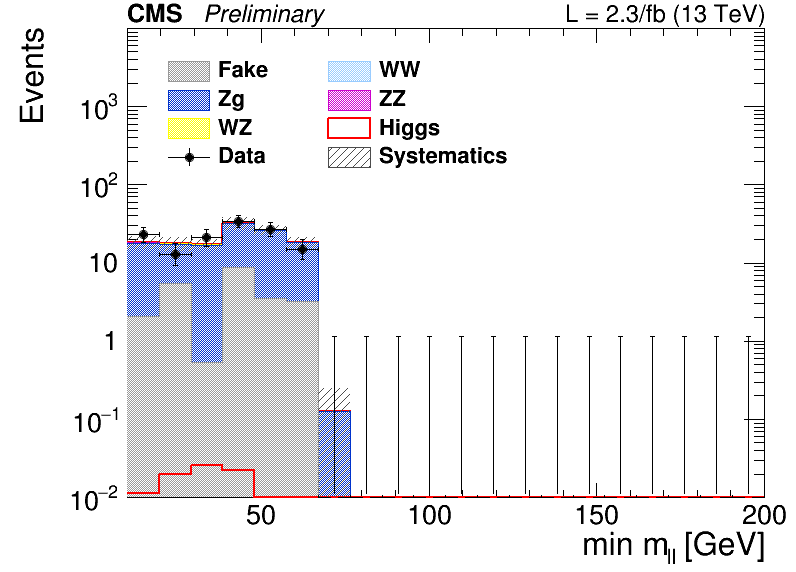 CMS Preliminary L = 2.3/fb (13 TeV)
Events
Fake WW
Zg ZZ
WZ Higgs
Data Systematics
10³
10²
10
1
10⁻¹
10⁻²
50 100 150 200
min m_ll [GeV]